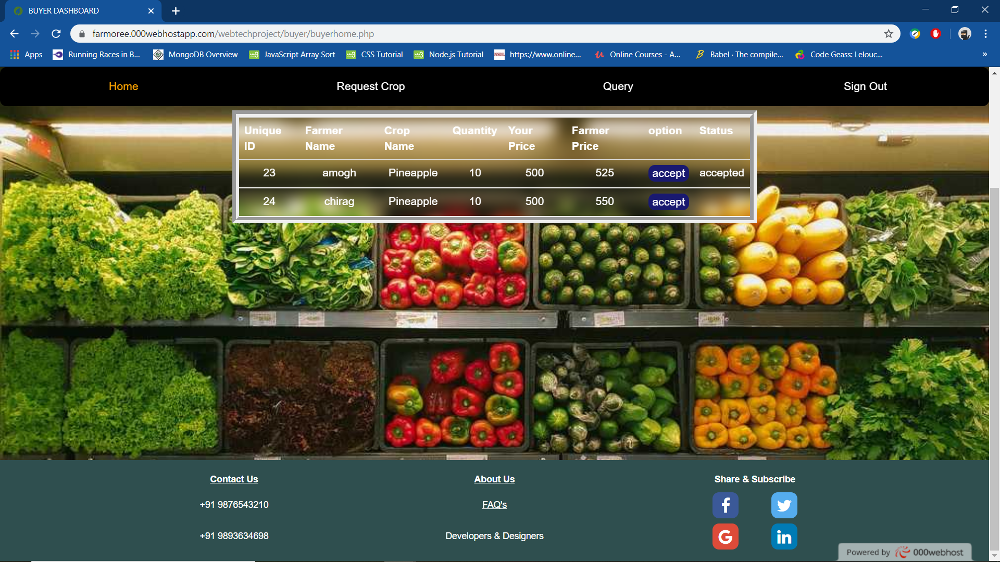 BUYER DASHBOARD
farmoree.000webhostapp.com/webtechproject/buyer/buyerhome.php
Apps Running Races in B... MongoDB Overview JavaScript Array Sort CSS Tutorial Node.js Tutorial NSDL https://www.online... Online Courses - A... Babel · The compile... Code Geass: Lelouc... »
Home Request Crop Query Sign Out
Unique ID Farmer Name Crop Name Quantity Your Price Farmer Price option Status
23 amogh Pineapple 10 500 525 accept accepted
24 chirag Pineapple 10 500 550 accept
Contact Us About Us Share & Subscribe
+91 9876543210 FAQ's
+91 9893634698 Developers & Designers
Powered by 000webhost